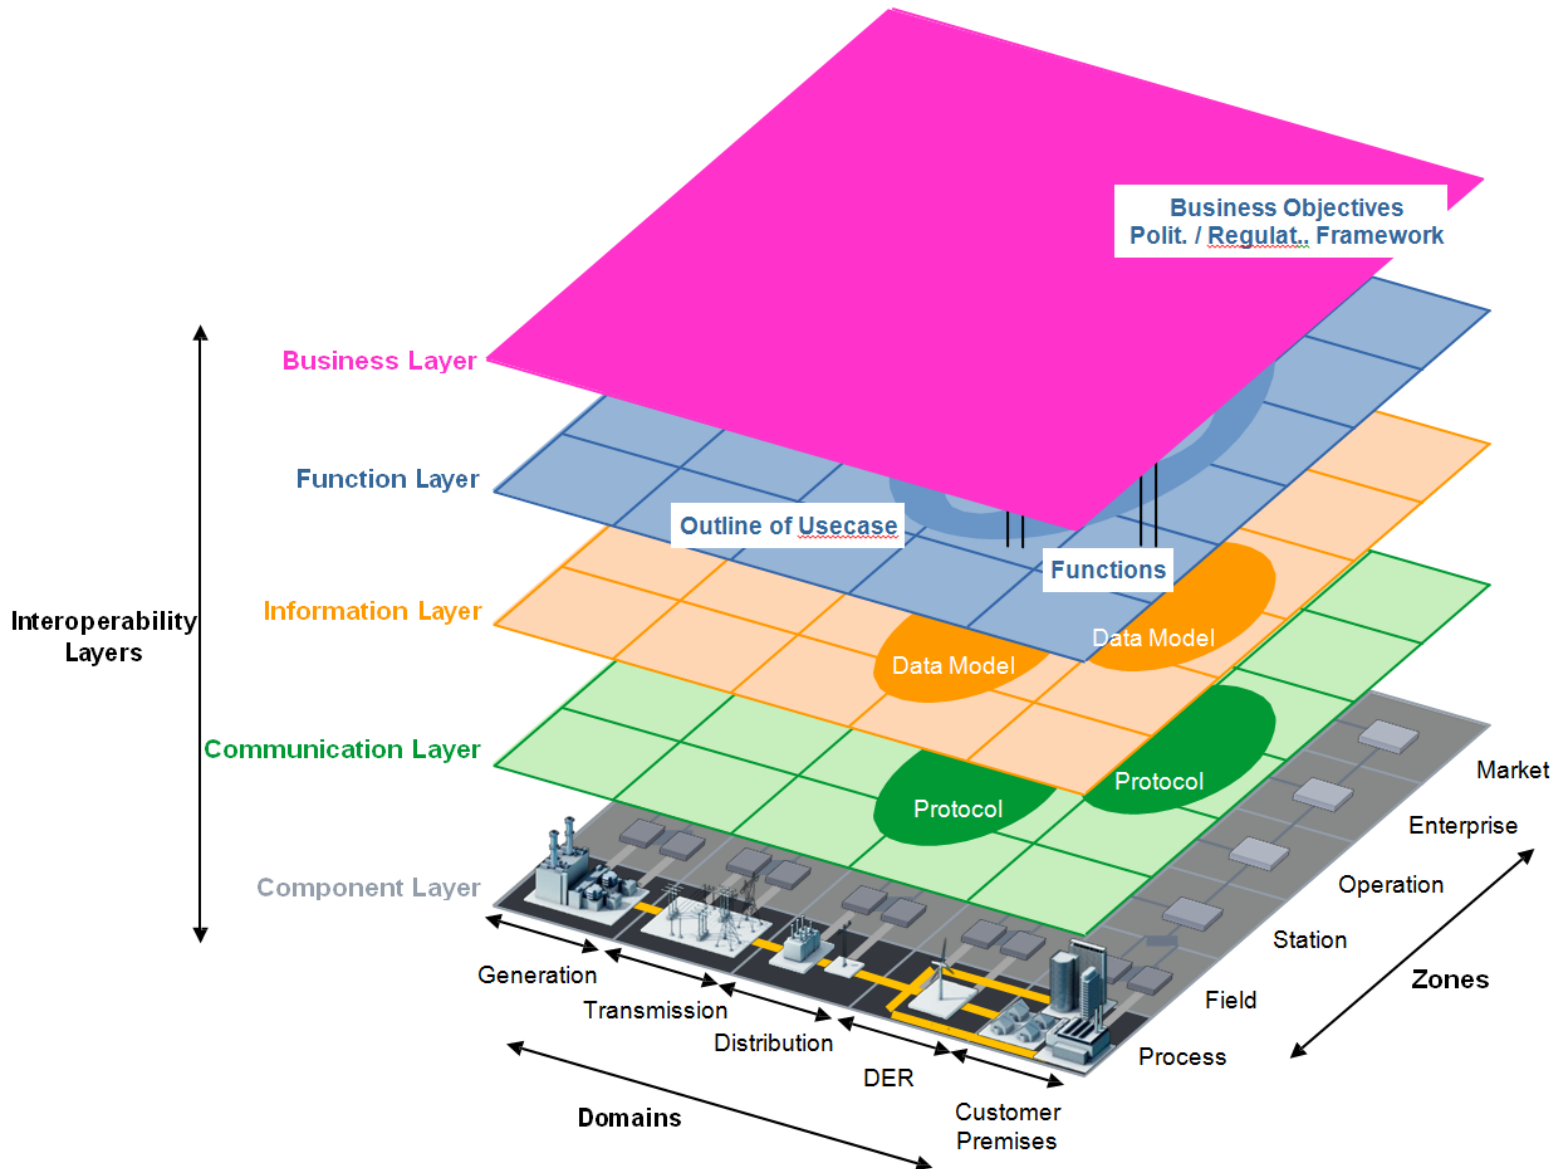 Business Objectives
Polit. / Regulat.. Framework
Business Layer
Function Layer
Outline of Usecase
Functions
Information Layer
Data Model
Data Model
Interoperability
Layers
Communication Layer
Protocol
Protocol
Component Layer
Market
Enterprise
Operation
Station
Field
Process
Zones
Generation
Transmission
Distribution
DER
Customer
Premises
Domains